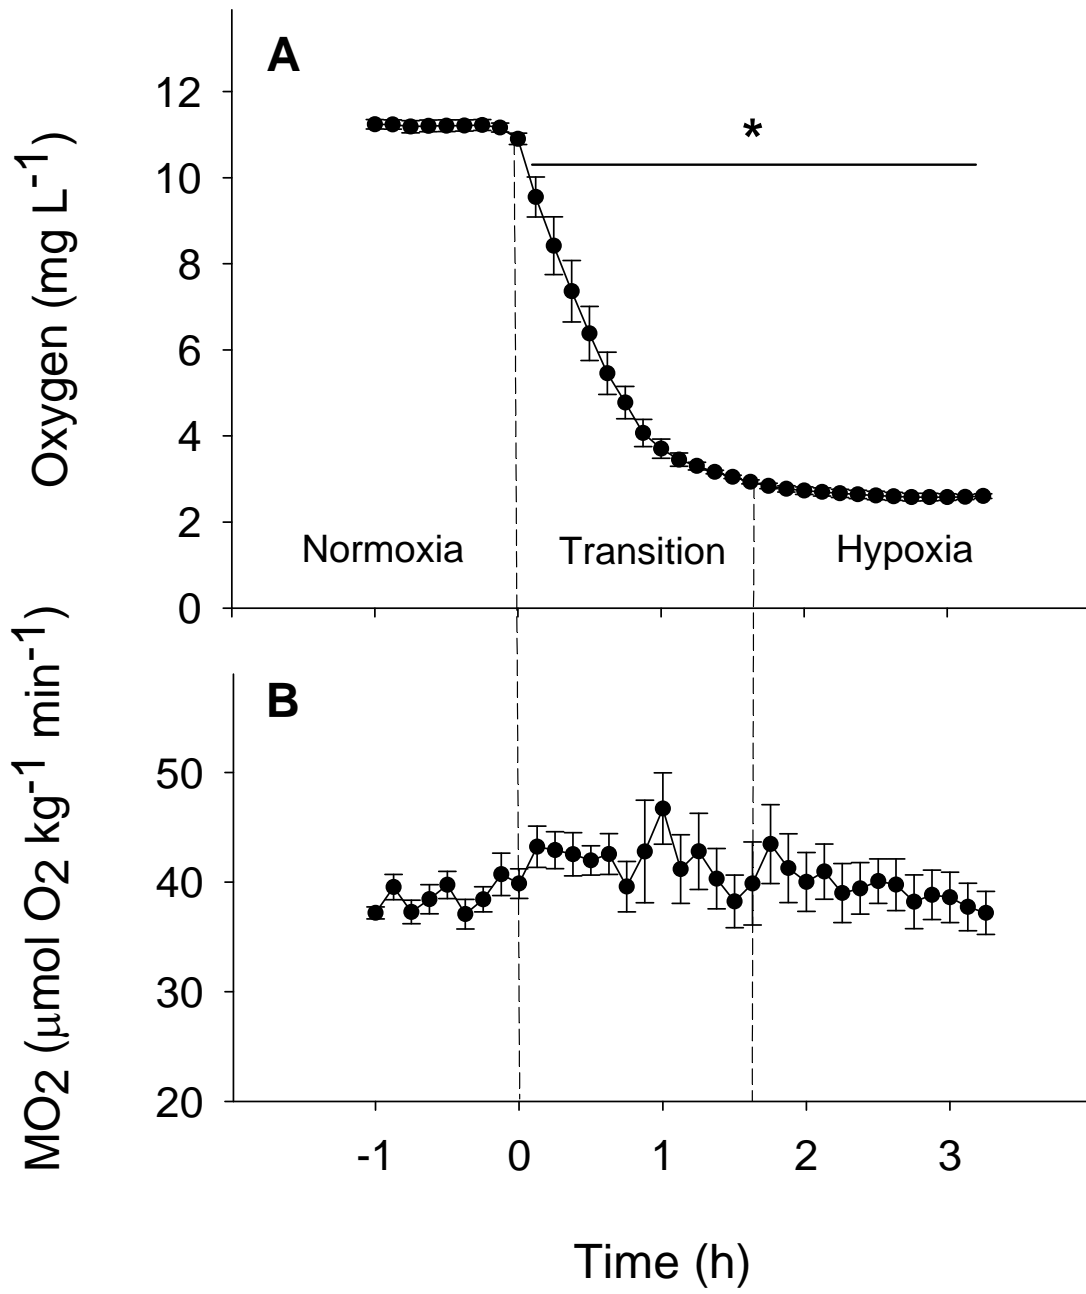 A
*
Oxygen (mg L-1)
12
10
8
6
4
2
0
Normoxia Transition Hypoxia
B
MO2 (μmol O2 kg-1 min-1)
50
40
30
20
-1 0 1 2 3
Time (h)